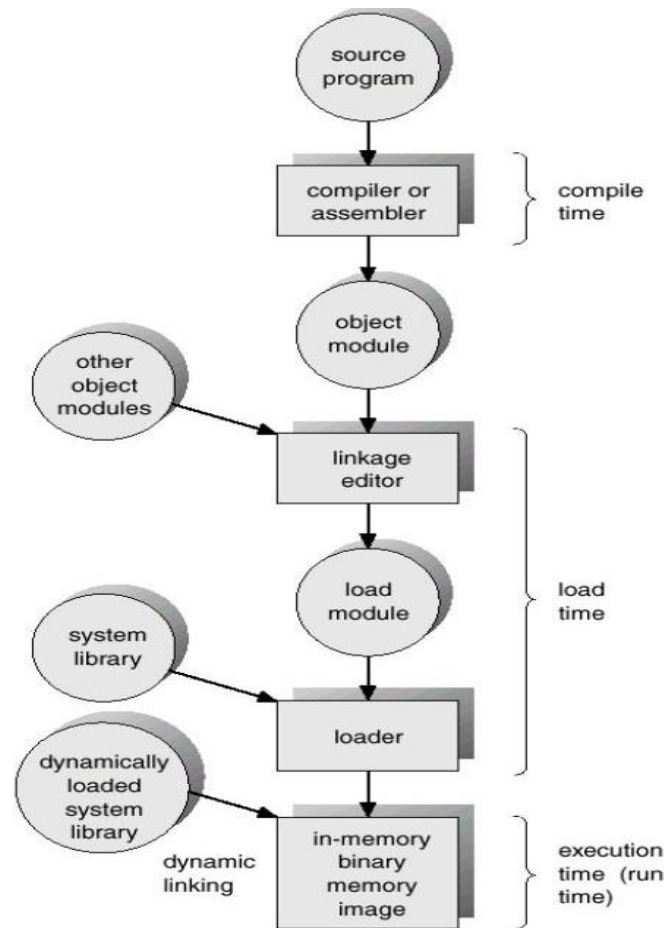 source
program
compiler or
assembler
compile
time
object
module
other
object
modules
linkage
editor
load
module
load
time
system
library
loader
dynamically
loaded
system
library
dynamic
linking
in-memory
binary
memory
image
execution
time (run
time)